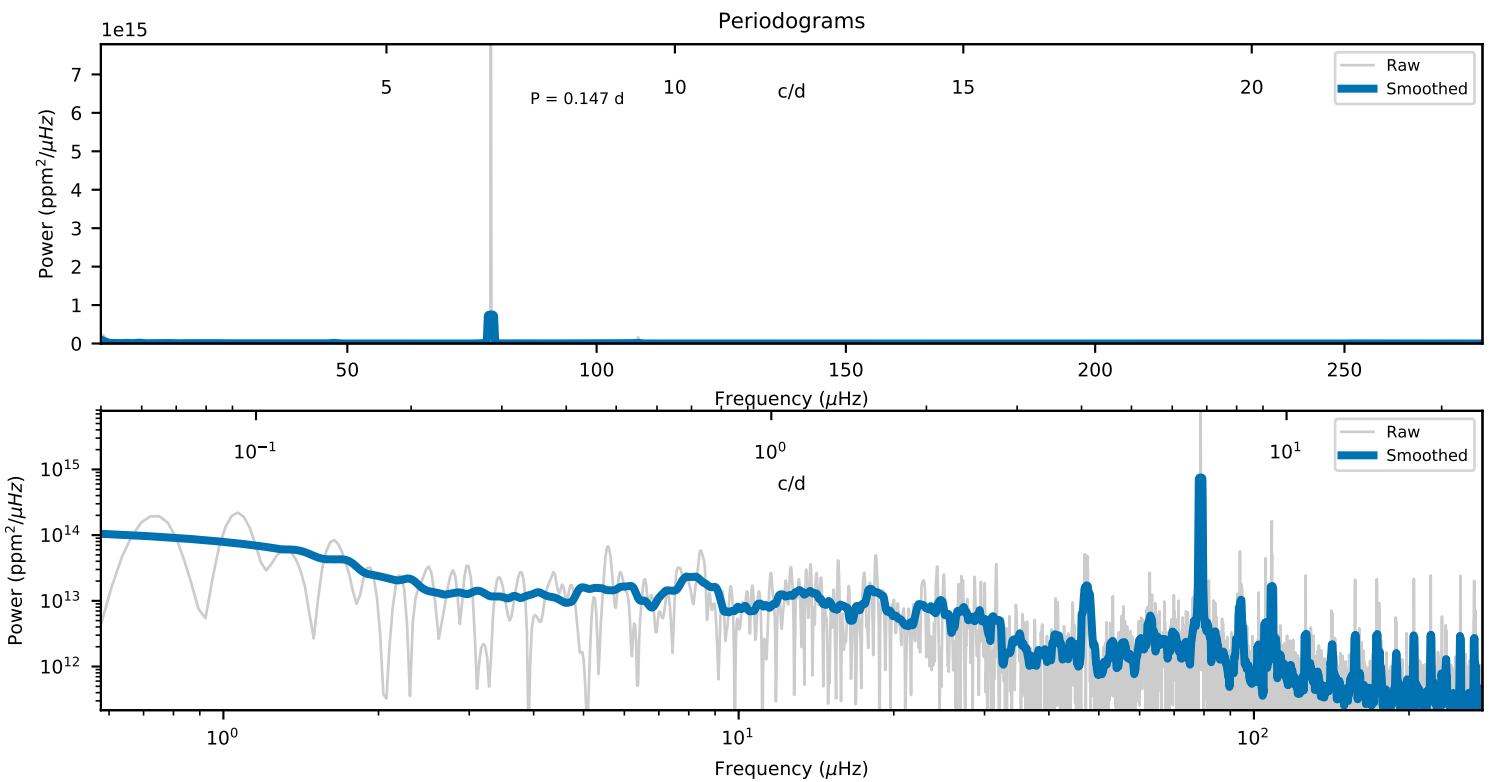 Periodograms
1e15
Power (ppm²/μHz)
7
6
5
4
3
2
1
0
5
10
15
20
c/d
P = 0.147 d
Raw
Smoothed
50
100
150
200
250
Frequency (μHz)
Power (ppm²/μHz)
10¹⁵
10¹⁴
10¹³
10¹²
10⁻¹
10⁰
10¹
c/d
Raw
Smoothed
10⁰
10¹
10²
Frequency (μHz)